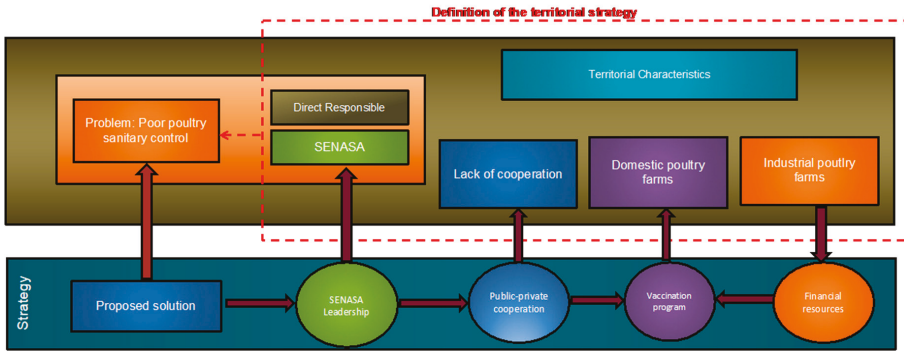 Definition of the territorial strategy
Territorial Characteristics
Direct Responsible
Problem: Poor poultry
sanitary control
SENASA
Lack of cooperation
Domestic poultry
farms
Industrial poutlry
farms
Strategy
Proposed solution
SENASA
Leadership
Public-private
cooperation
Vaccination
program
Financial
resources